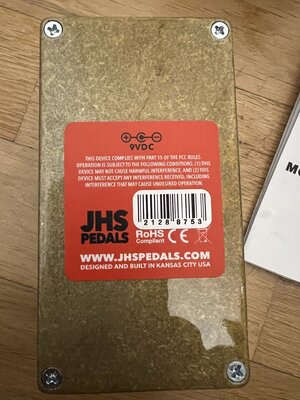 9VDC
THIS DEVICE COMPLIES WITH PART 15 OF THE FCC RULES.
OPERATION IS SUBJECT TO THE FOLLOWING CONDITIONS. (1) THIS
DEVICE MAY NOT CAUSE HARMFUL INTERFERENCE, AND (2) THIS
DEVICE MUST ACCEPT ANY INTERFERENCE RECEIVED, INCLUDING
INTERFERENCE THAT MAY CAUSE UNDESIRED OPERATION.
JHS
PEDALS
21288753
RoHS
Compliant
CE
WWW.JHSPEDALS.COM
DESIGNED AND BUILT IN KANSAS CITY USA